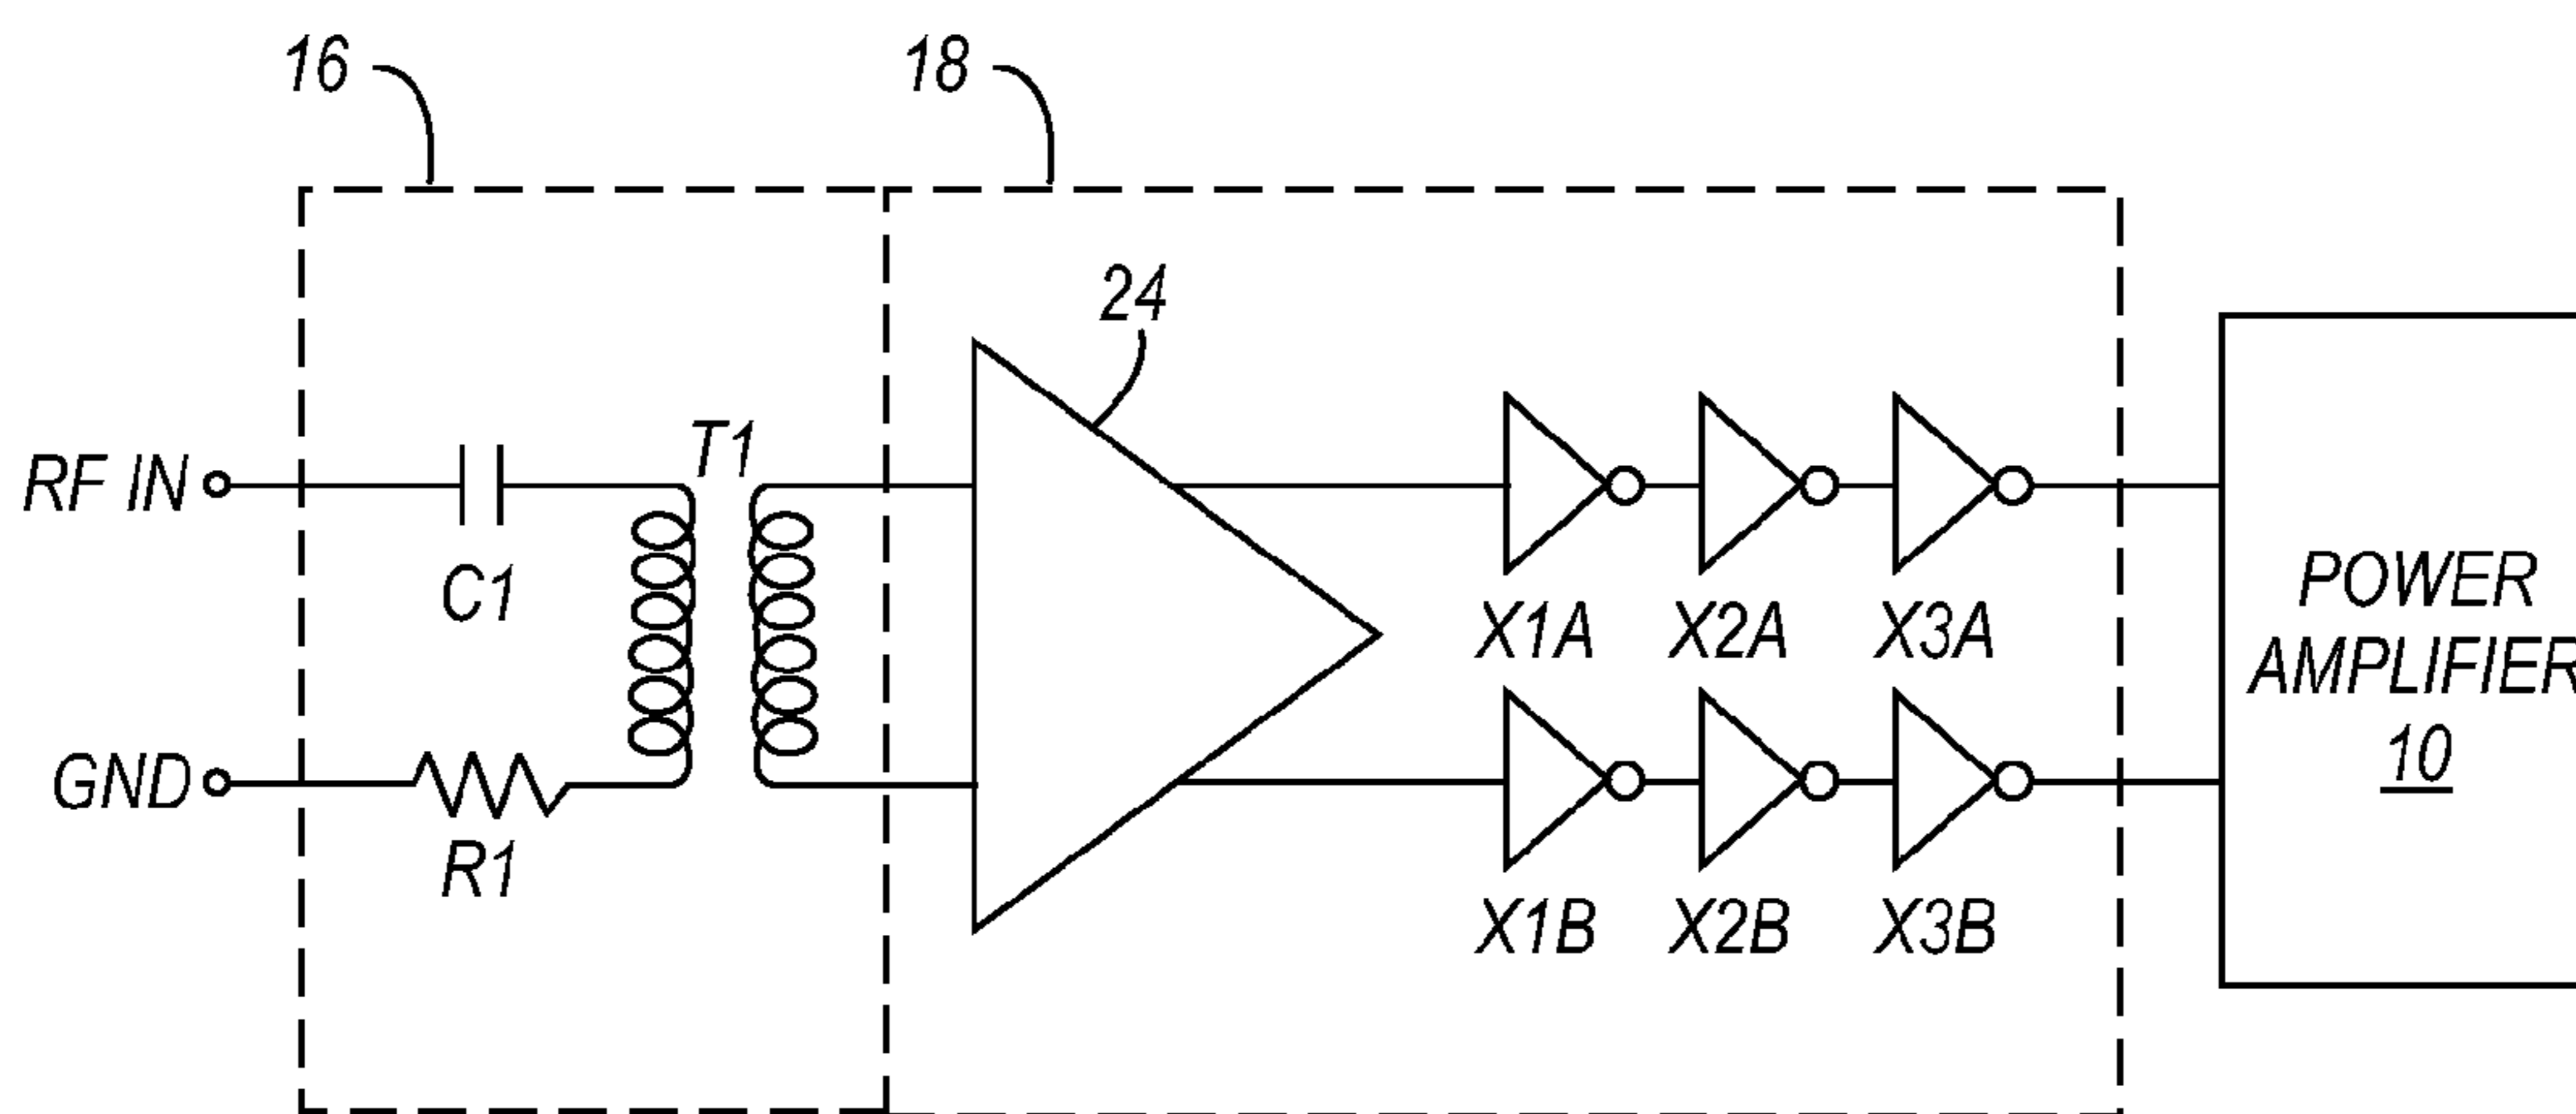 16
18
24
T1
RF IN
C1
GND
R1
X1A X2A X3A
X1B X2B X3B
POWER
AMPLIFIER
10